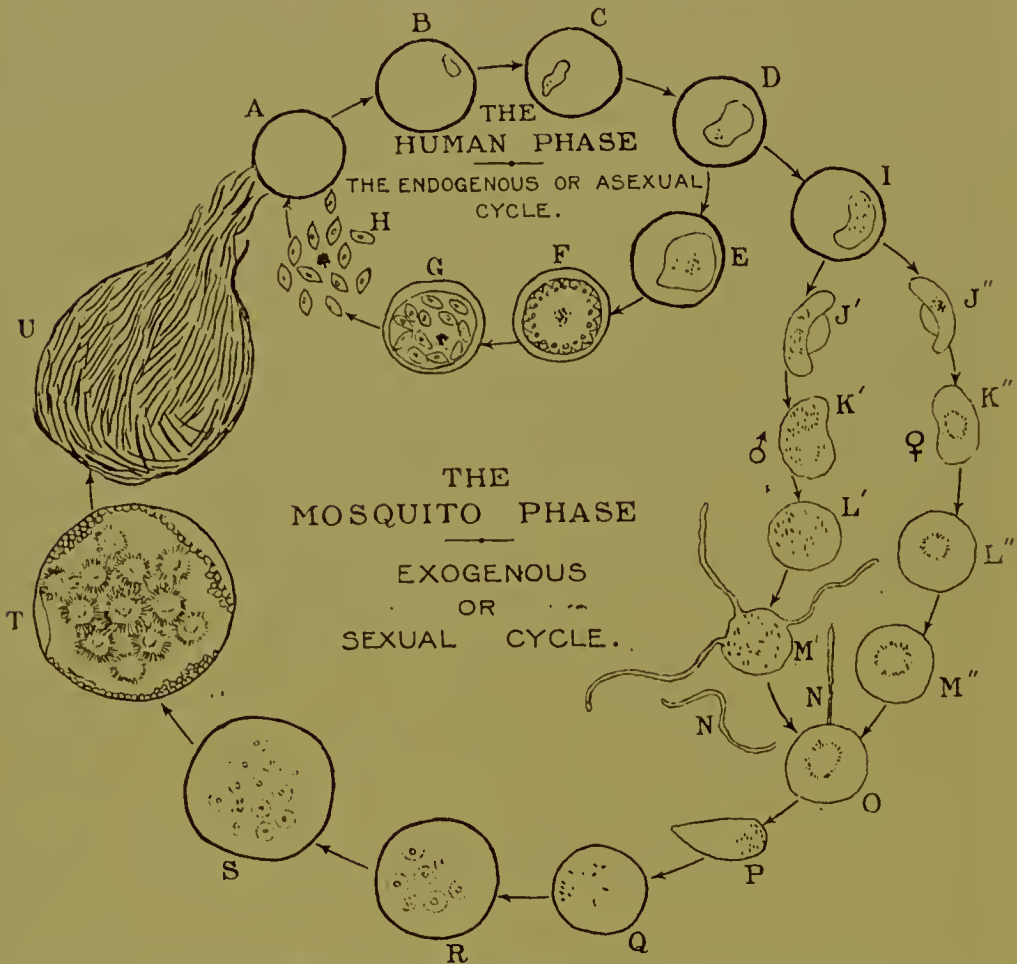 A
B
C
D
THE
HUMAN PHASE
THE ENDOGENOUS OR ASEXUAL
CYCLE.
I
H
G
F
E
U
J′
J″
K′
K″
♂
♀
THE
MOSQUITO PHASE
EXOGENOUS
OR
SEXUAL CYCLE.
L′
L″
T
M′
M″
N
N
O
S
P
R
Q